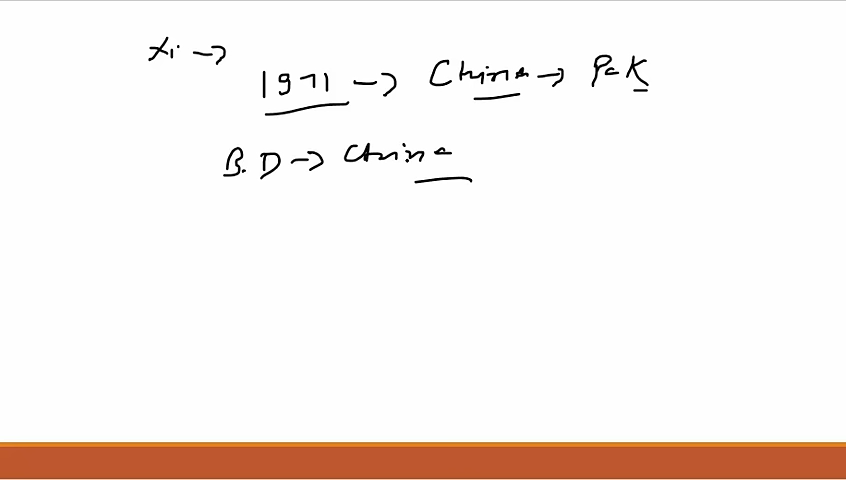 Xi →
1971 → China → Pak
B.D → China